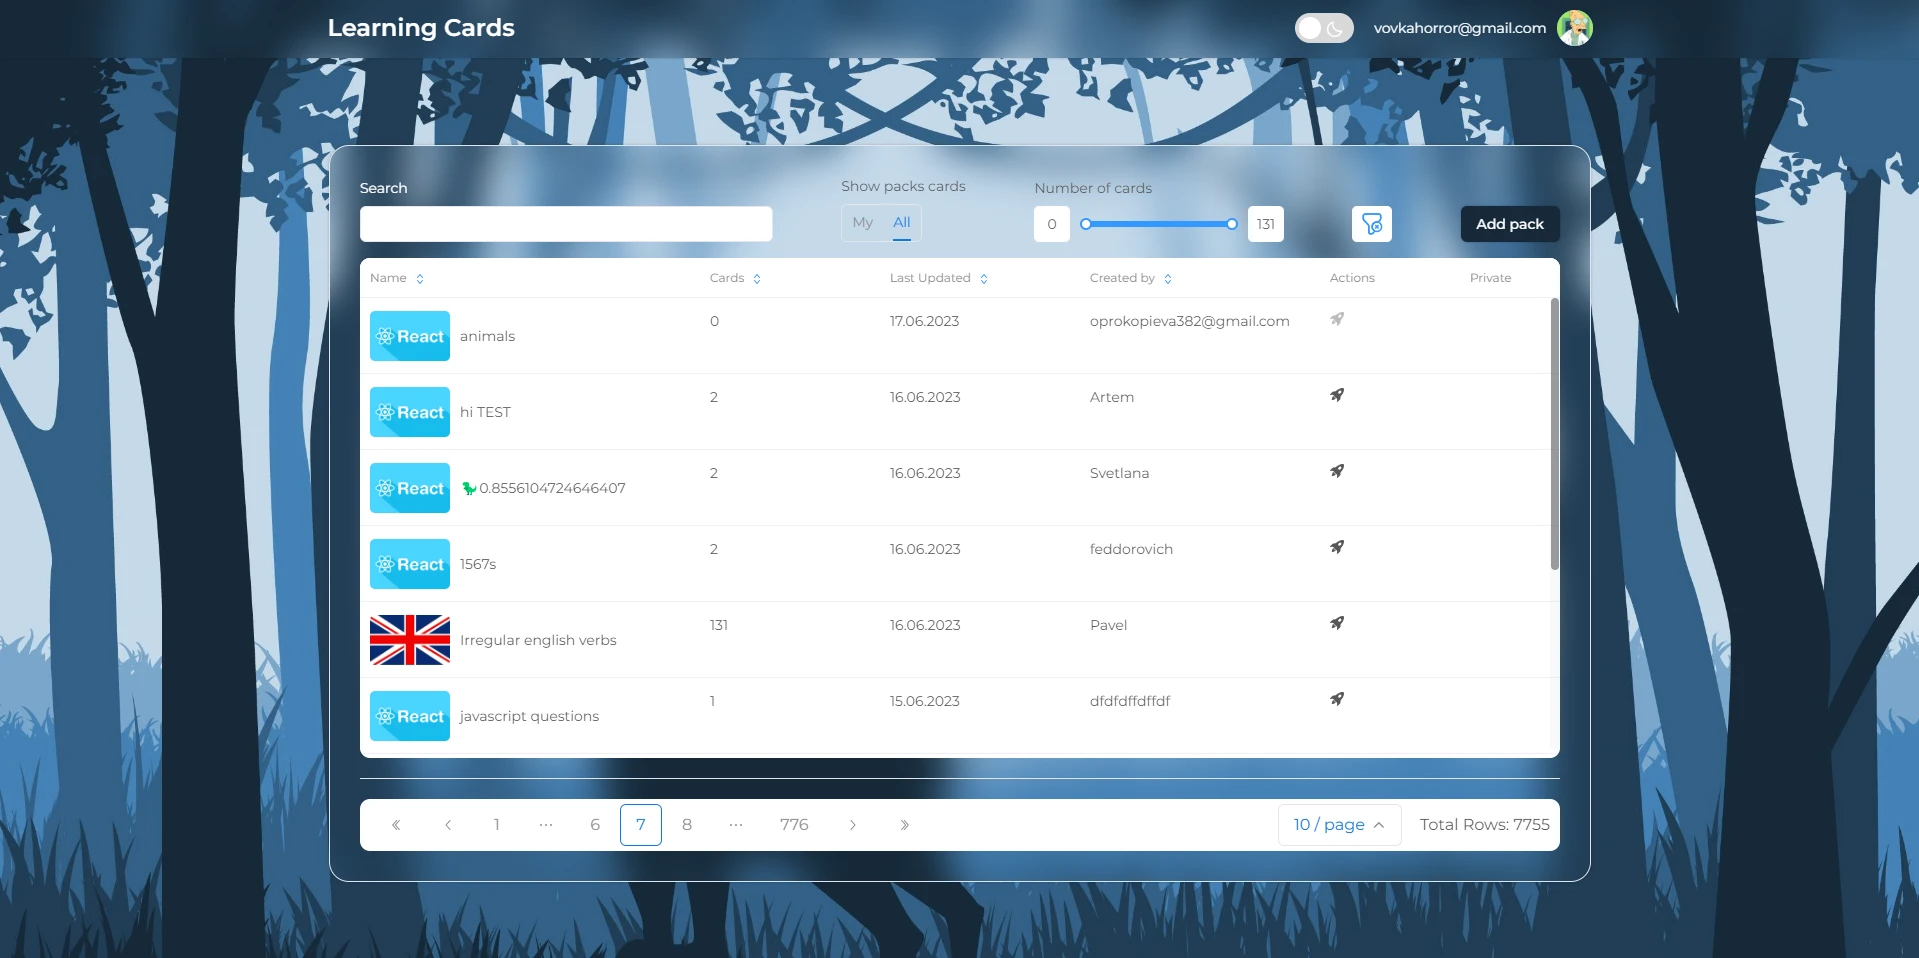 Learning Cards
vovkahorror@gmail.com
Search
Show packs cards
Number of cards
My All
0
131
Add pack
Name Cards Last Updated Created by Actions Private
React animals 0 17.06.2023 oprokopieva382@gmail.com
React hi TEST 2 16.06.2023 Artem
React 🦖0.8556104724646407 2 16.06.2023 Svetlana
React 1567s 2 16.06.2023 feddorovich
Irregular english verbs 131 16.06.2023 Pavel
React javascript questions 1 15.06.2023 dfdfdffdffdf
« ‹ 1 ··· 6 7 8 ··· 776 › » 10 / page Total Rows: 7755